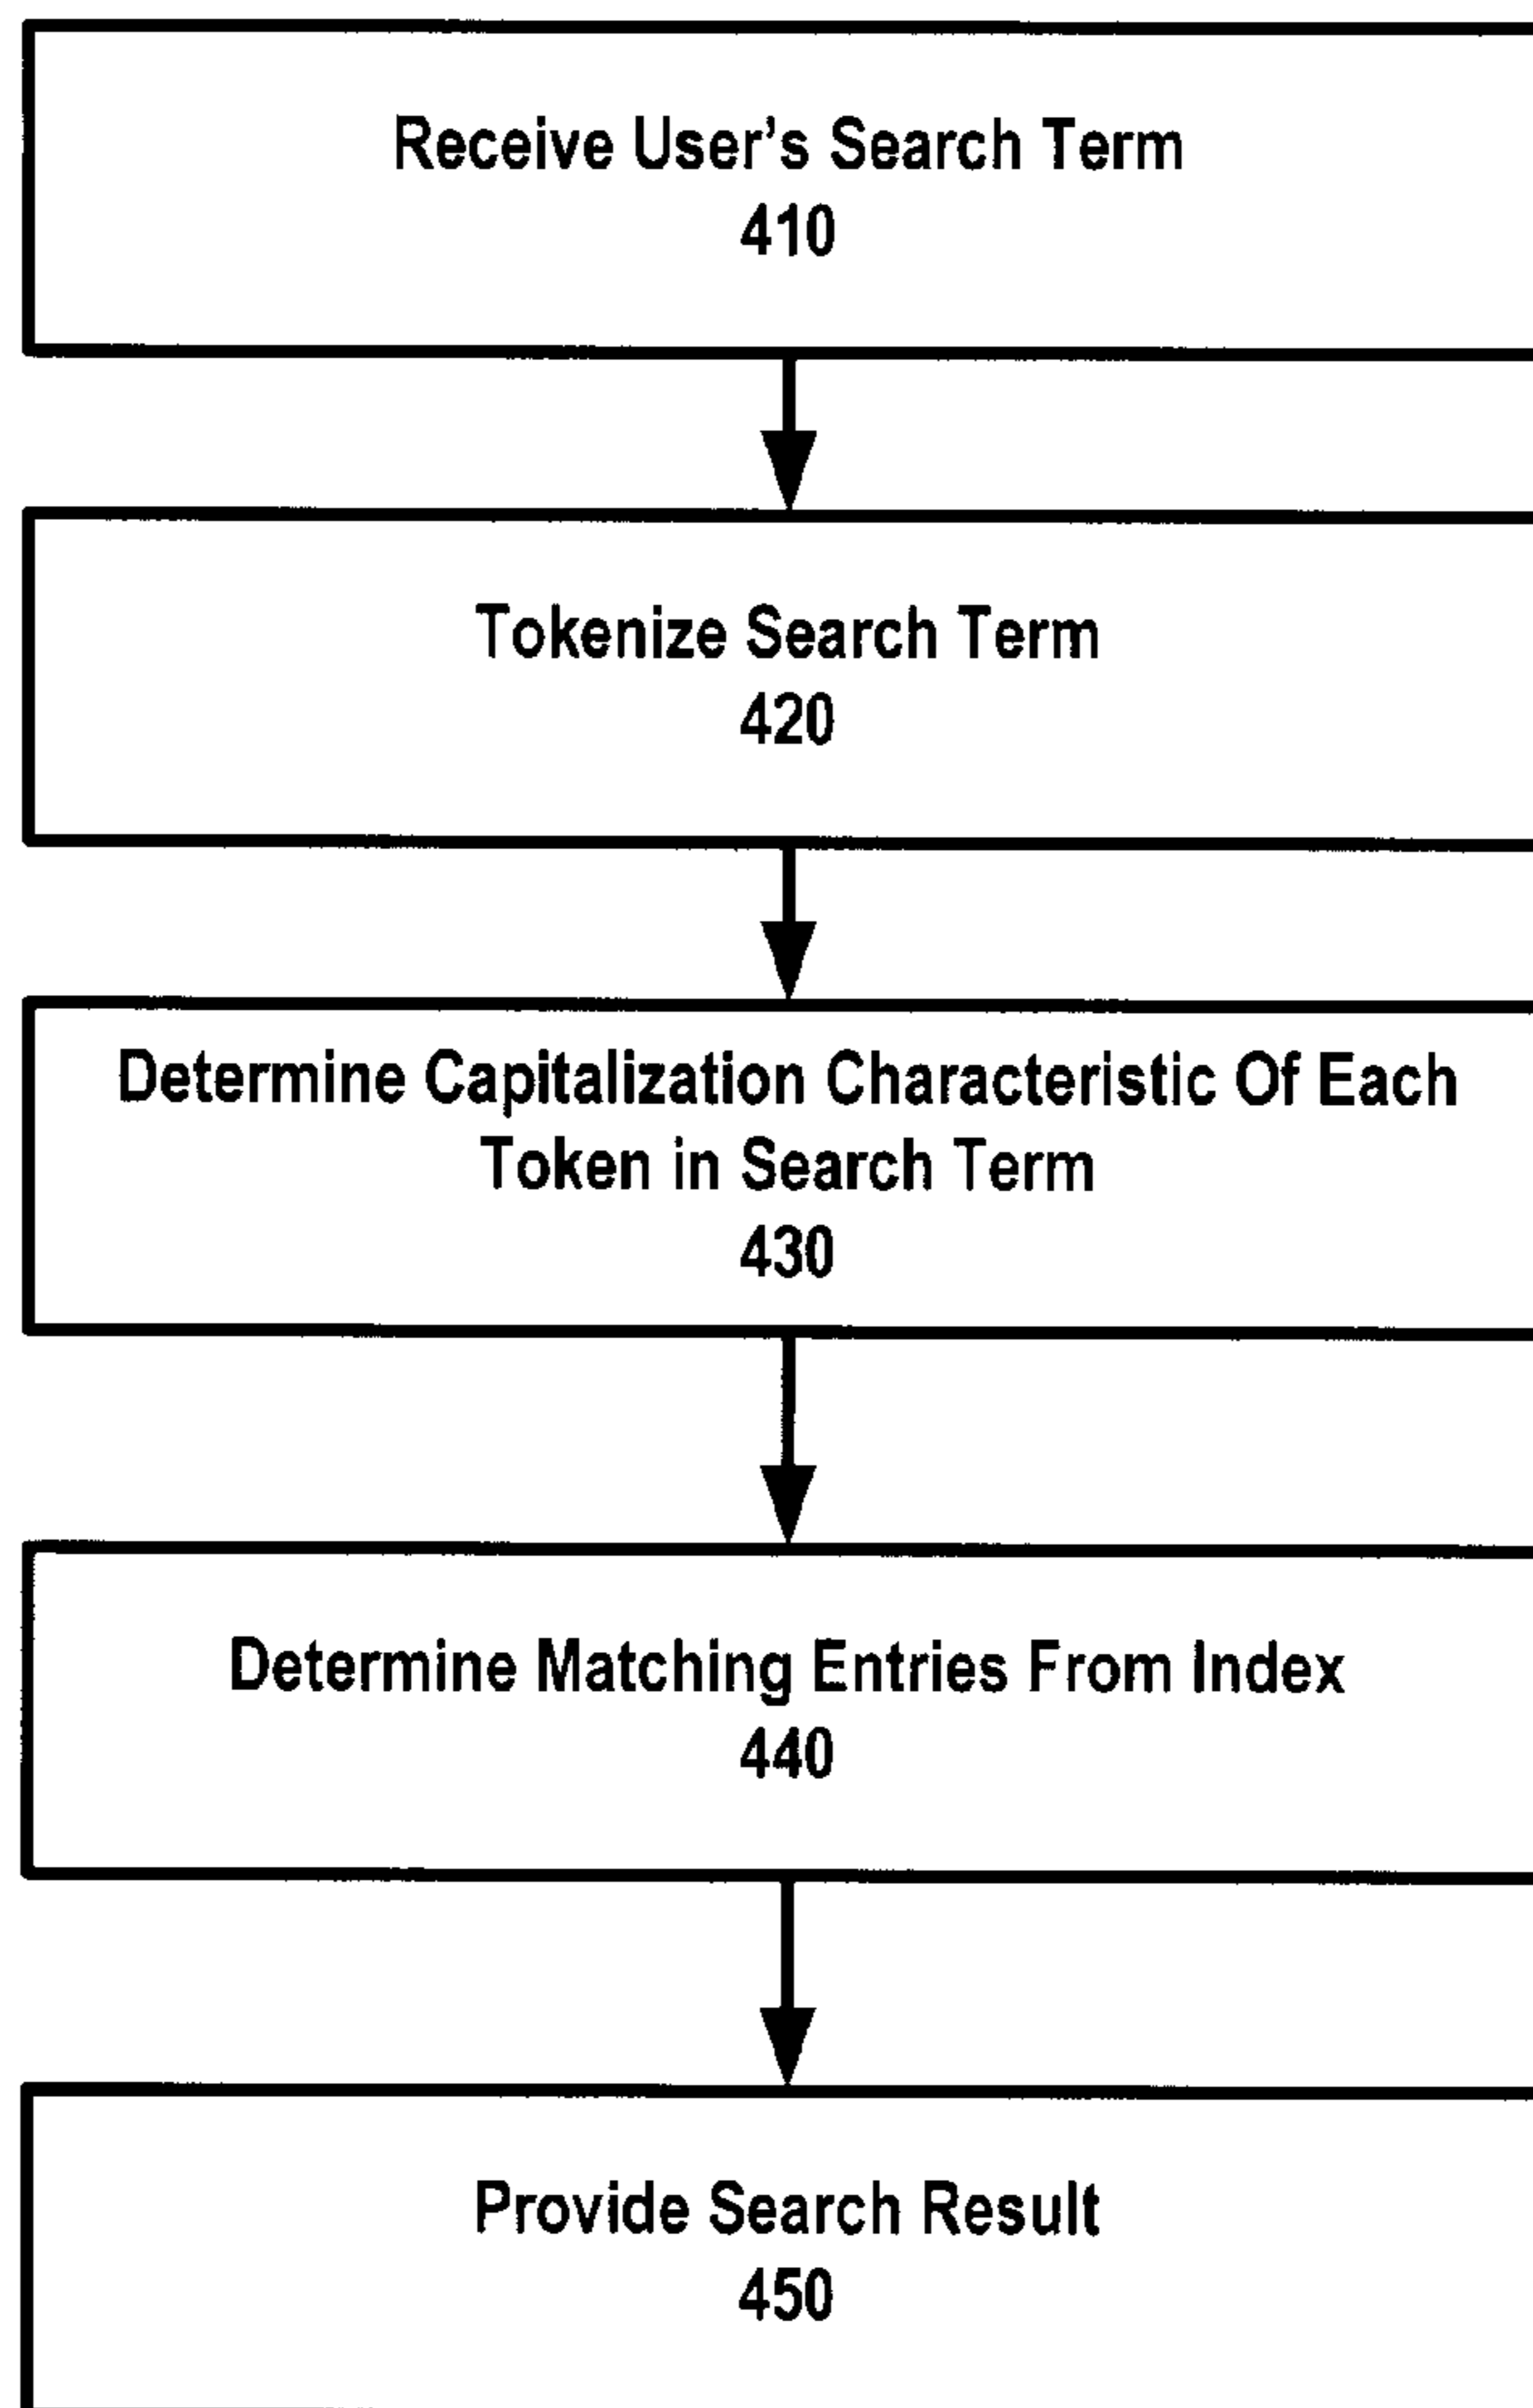 Receive User's Search Term
410
Tokenize Search Term
420
Determine Capitalization Characteristic Of Each
Token in Search Term
430
Determine Matching Entries From Index
440
Provide Search Result
450